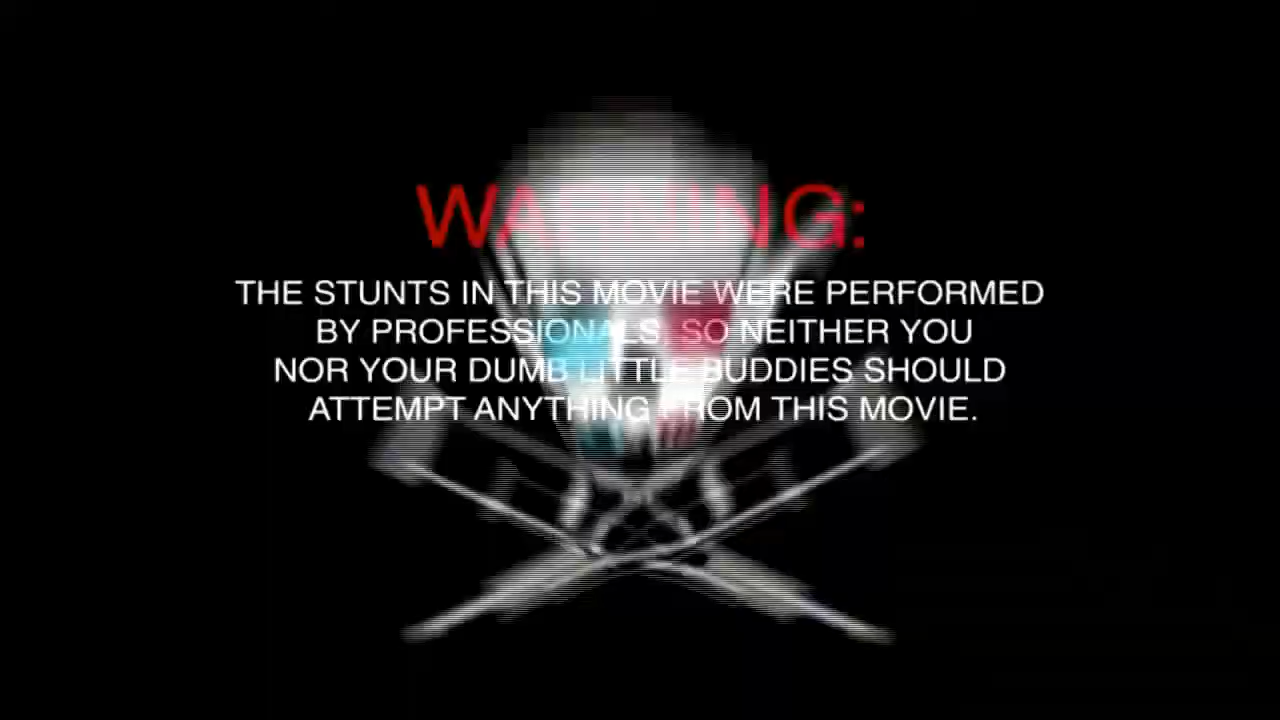 WARNING:
THE STUNTS IN THIS MOVIE WERE PERFORMED
BY PROFESSIONALS, SO NEITHER YOU
NOR YOUR DUMB LITTLE BUDDIES SHOULD
ATTEMPT ANYTHING FROM THIS MOVIE.